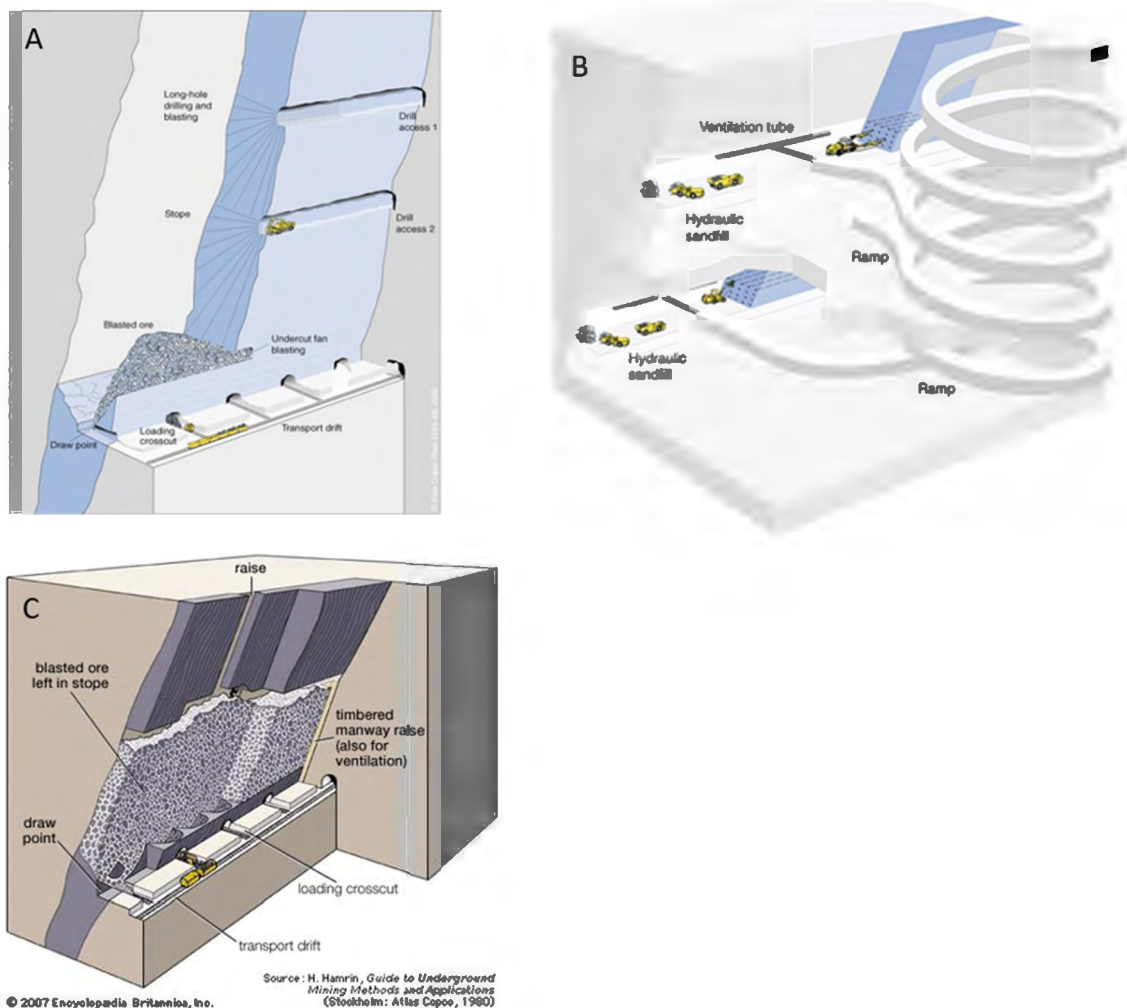 A
Long-hole
drilling and
blasting
Drill
access 1
Stope
Drill
access 2
Blasted ore
Undercut fan
blasting
Loading
crosscut
Transport drift
Draw point
B
Ventilation tube
Hydraulic
sandfill
Ramp
Hydraulic
sandfill
Ramp
C
raise
blasted ore
left in stope
timbered
manway raise
(also for
ventilation)
draw
point
loading crosscut
transport drift
Source: H. Hamrin, Guide to Underground
Mining Methods and Applications
(Stockholm: Atlas Copco, 1980)
© 2007 Encyclopædia Britannica, Inc.